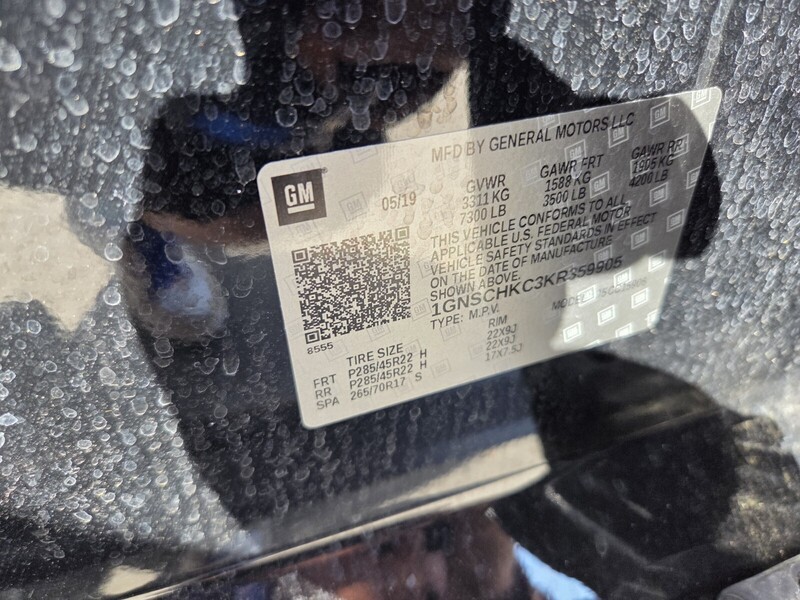 MFD BY GENERAL MOTORS LLC
GM
05/19
GVWR GAWR FRT GAWR RR
3311 KG 1588 KG 1905 KG
7300 LB 3500 LB 4200 LB
THIS VEHICLE CONFORMS TO ALL
APPLICABLE U.S. FEDERAL MOTOR
VEHICLE SAFETY STANDARDS IN EFFECT
ON THE DATE OF MANUFACTURE
SHOWN ABOVE.
1GNSCHKC3KR359905
TYPE: M.P.V. MODEL:
8555
TIRE SIZE RIM
FRT P285/45R22 H 22X9J
RR P285/45R22 H 22X9J
SPA 265/70R17 S 17X7.5J